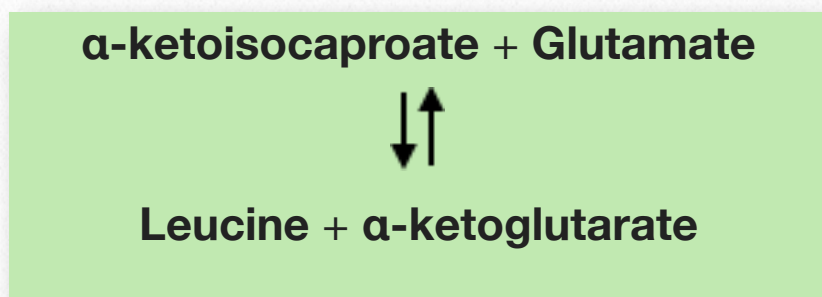 α-ketoisocaproate + Glutamate
Leucine + α-ketoglutarate